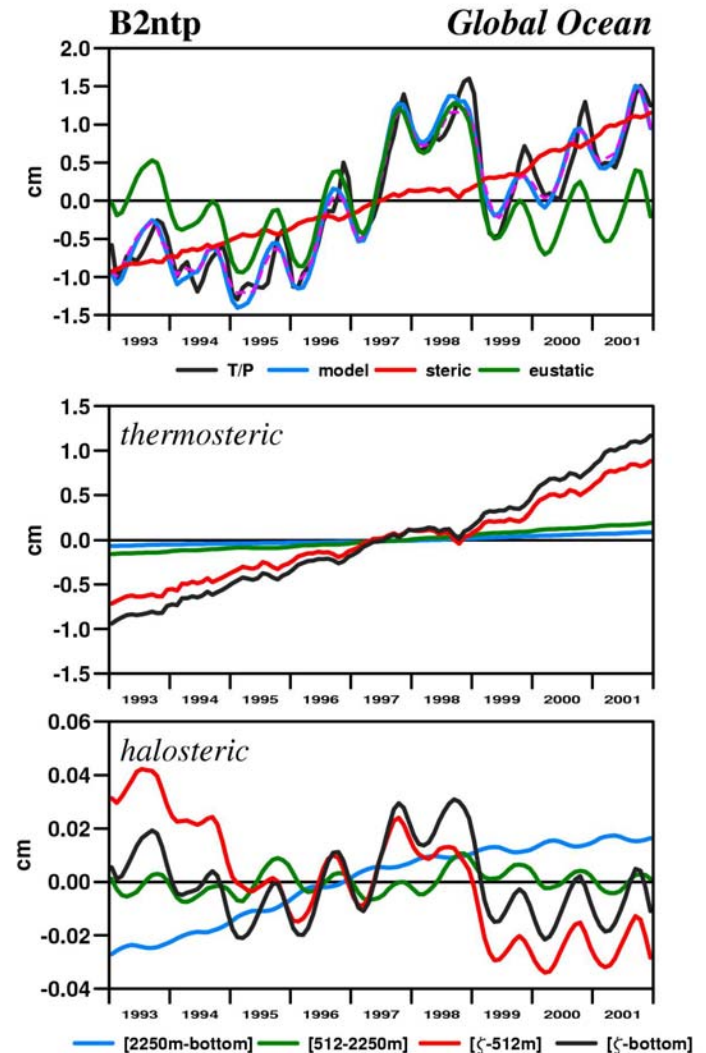 B2ntp Global Ocean
2.0
1.5
1.0
0.5
0.0
-0.5
-1.0
-1.5
cm
1993 1994 1995 1996 1997 1998 1999 2000 2001
T/P model steric eustatic
thermosteric
1.5
1.0
0.5
0.0
-0.5
-1.0
-1.5
cm
1993 1994 1995 1996 1997 1998 1999 2000 2001
halosteric
0.06
0.04
0.02
0.00
-0.02
-0.04
cm
1993 1994 1995 1996 1997 1998 1999 2000 2001
[2250m-bottom] [512-2250m] [ζ-512m] [ζ-bottom]